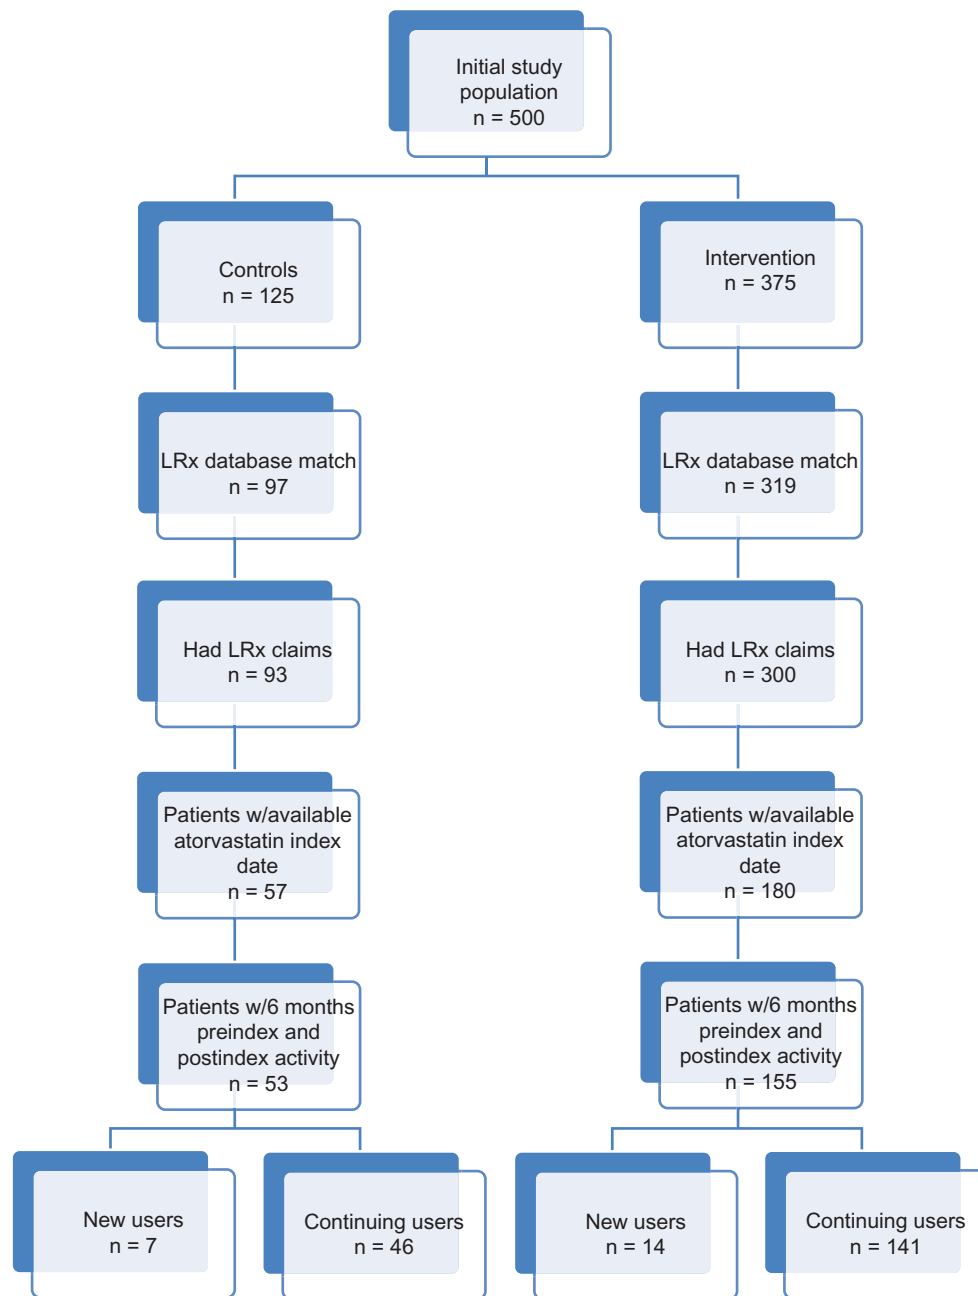 Initial study
population
n = 500
Controls
n = 125
Intervention
n = 375
LRx database match
n = 97
LRx database match
n = 319
Had LRx claims
n = 93
Had LRx claims
n = 300
Patients w/available
atorvastatin index
date
n = 57
Patients w/available
atorvastatin index
date
n = 180
Patients w/6 months
preindex and
postindex activity
n = 53
Patients w/6 months
preindex and
postindex activity
n = 155
New users
n = 7
Continuing users
n = 46
New users
n = 14
Continuing users
n = 141